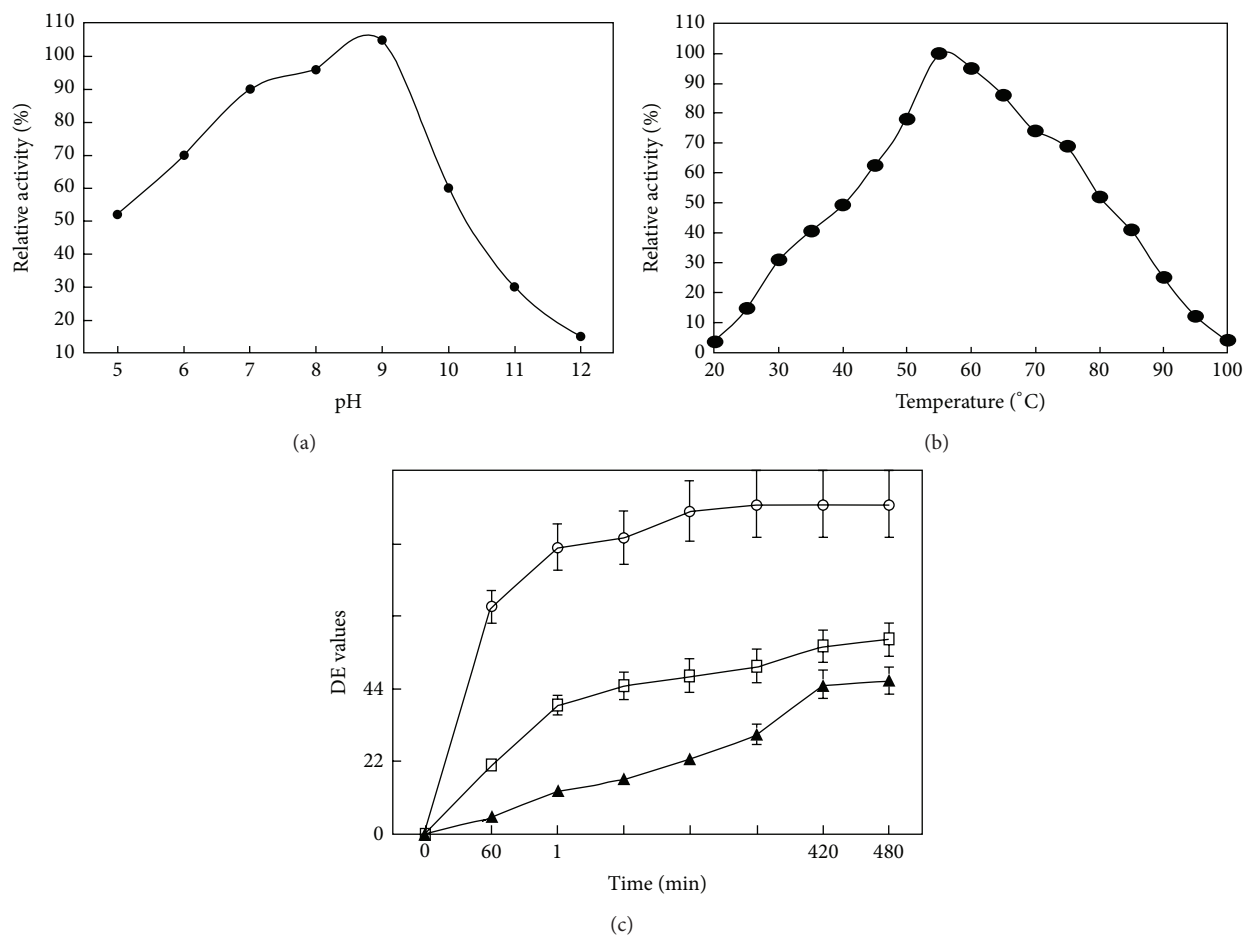 110
100
90
80
70
60
50
40
30
20
10
Relative activity (%)
5 6 7 8 9 10 11 12
pH
(a)
110
100
90
80
70
60
50
40
30
20
10
0
Relative activity (%)
20 30 40 50 60 70 80 90 100
Temperature (°C)
(b)
44
22
0
DE values
0 60 1 420 480
Time (min)
(c)